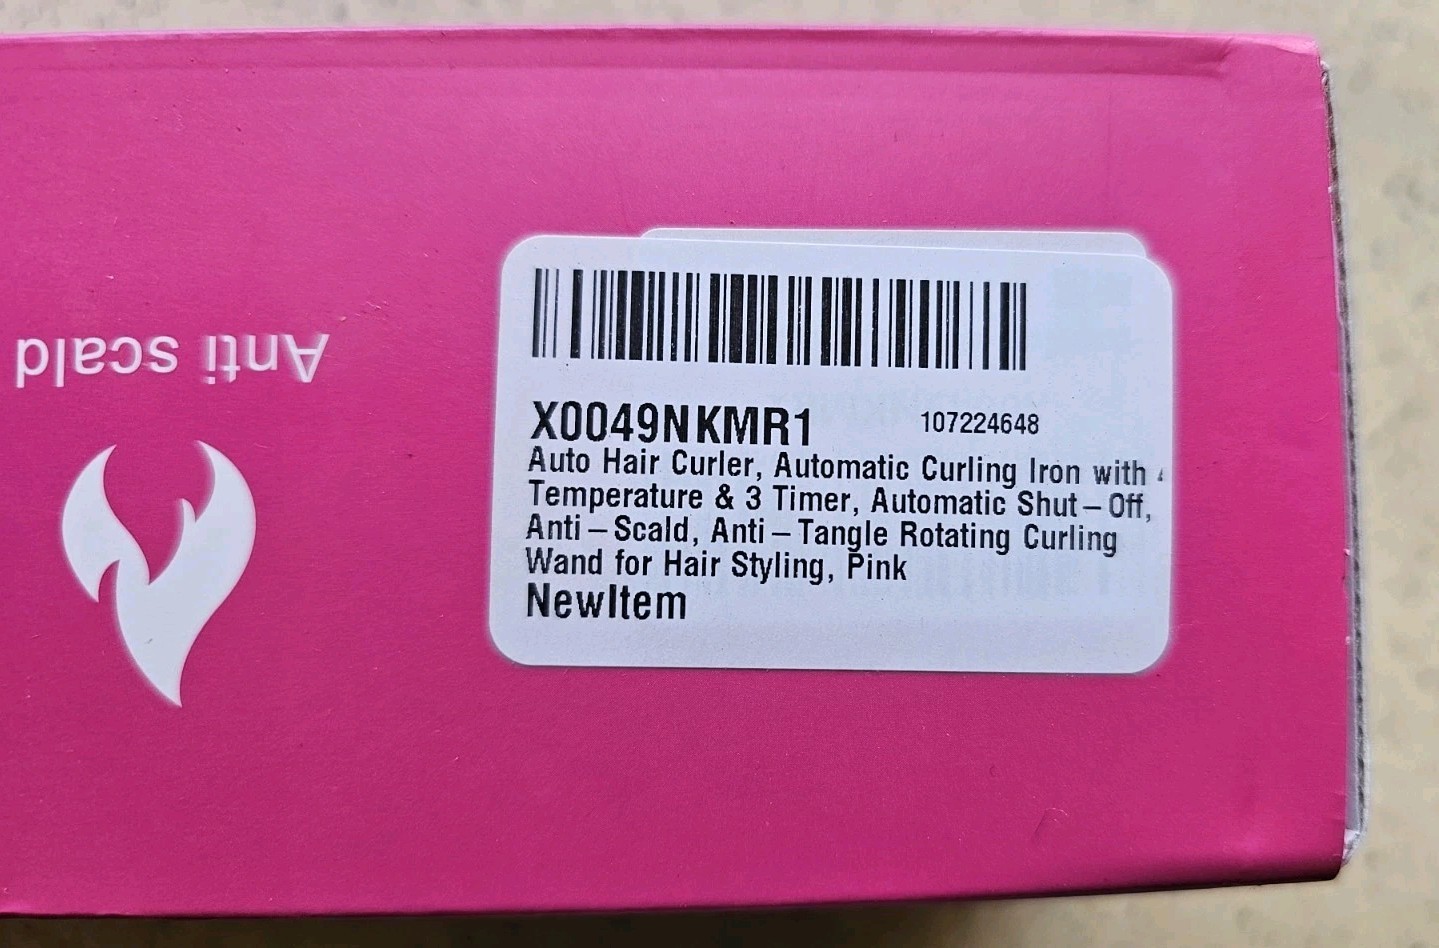 Anti scald
X0049NKMR1 107224648
Auto Hair Curler, Automatic Curling Iron with
Temperature & 3 Timer, Automatic Shut–Off,
Anti–Scald, Anti–Tangle Rotating Curling
Wand for Hair Styling, Pink
NewItem